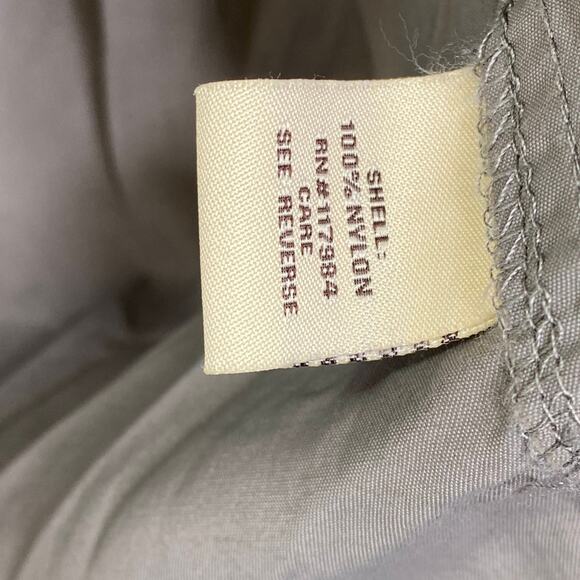 SHELL:
100% NYLON
RN#117984
CARE
SEE REVERSE